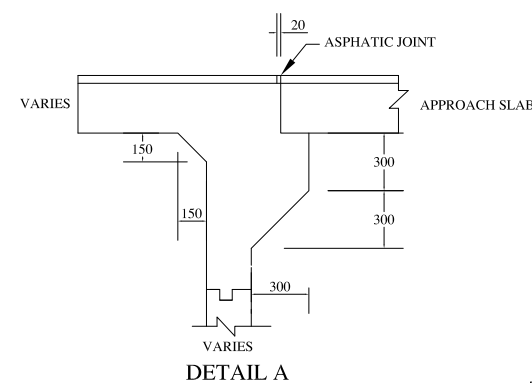 20
ASPHATIC JOINT
VARIES
APPROACH SLAB
150
300
150
300
300
VARIES
DETAIL A